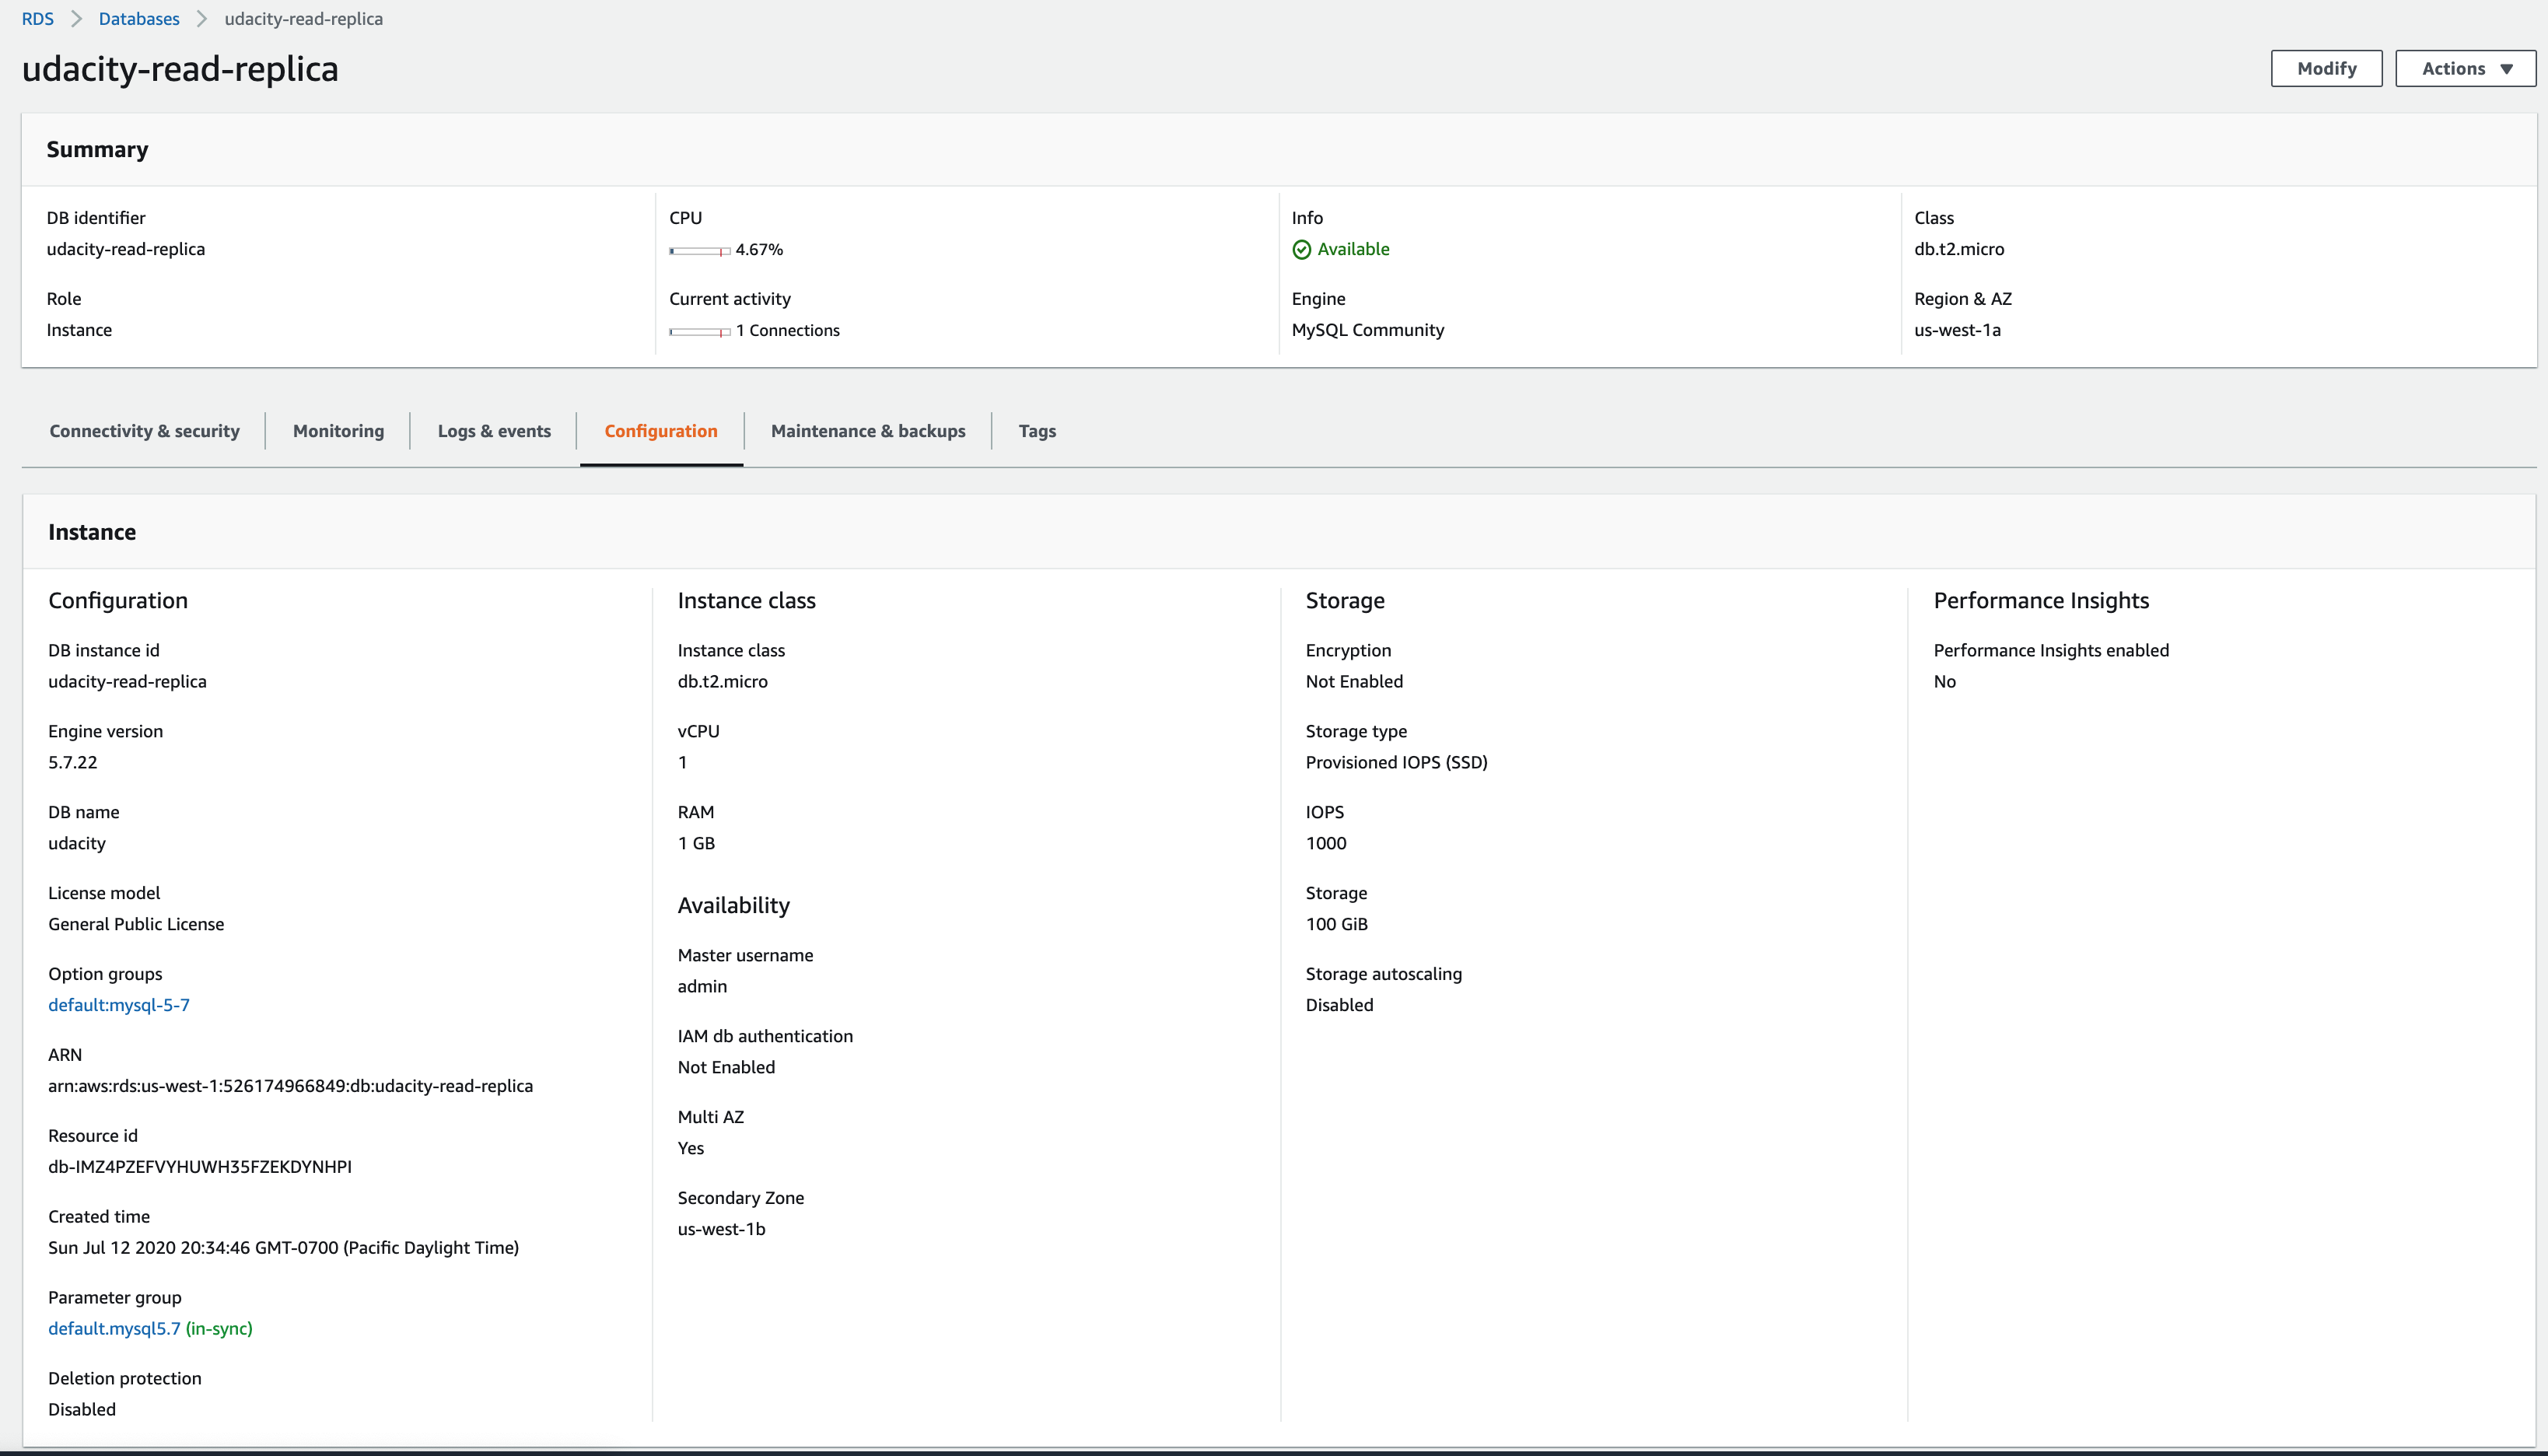 RDS > Databases > udacity-read-replica
udacity-read-replica
Modify
Actions
Summary
DB identifier
udacity-read-replica
Role
Instance
CPU
4.67%
Current activity
1 Connections
Info
Available
Engine
MySQL Community
Class
db.t2.micro
Region & AZ
us-west-1a
Connectivity & security
Monitoring
Logs & events
Configuration
Maintenance & backups
Tags
Instance
Configuration
DB instance id
udacity-read-replica
Engine version
5.7.22
DB name
udacity
License model
General Public License
Option groups
default:mysql-5-7
ARN
arn:aws:rds:us-west-1:526174966849:db:udacity-read-replica
Resource id
db-IMZ4PZEFVYHUWH35FZEKDYNHPI
Created time
Sun Jul 12 2020 20:34:46 GMT-0700 (Pacific Daylight Time)
Parameter group
default.mysql5.7 (in-sync)
Deletion protection
Disabled
Instance class
Instance class
db.t2.micro
vCPU
1
RAM
1 GB
Availability
Master username
admin
IAM db authentication
Not Enabled
Multi AZ
Yes
Secondary Zone
us-west-1b
Storage
Encryption
Not Enabled
Storage type
Provisioned IOPS (SSD)
IOPS
1000
Storage
100 GiB
Storage autoscaling
Disabled
Performance Insights
Performance Insights enabled
No